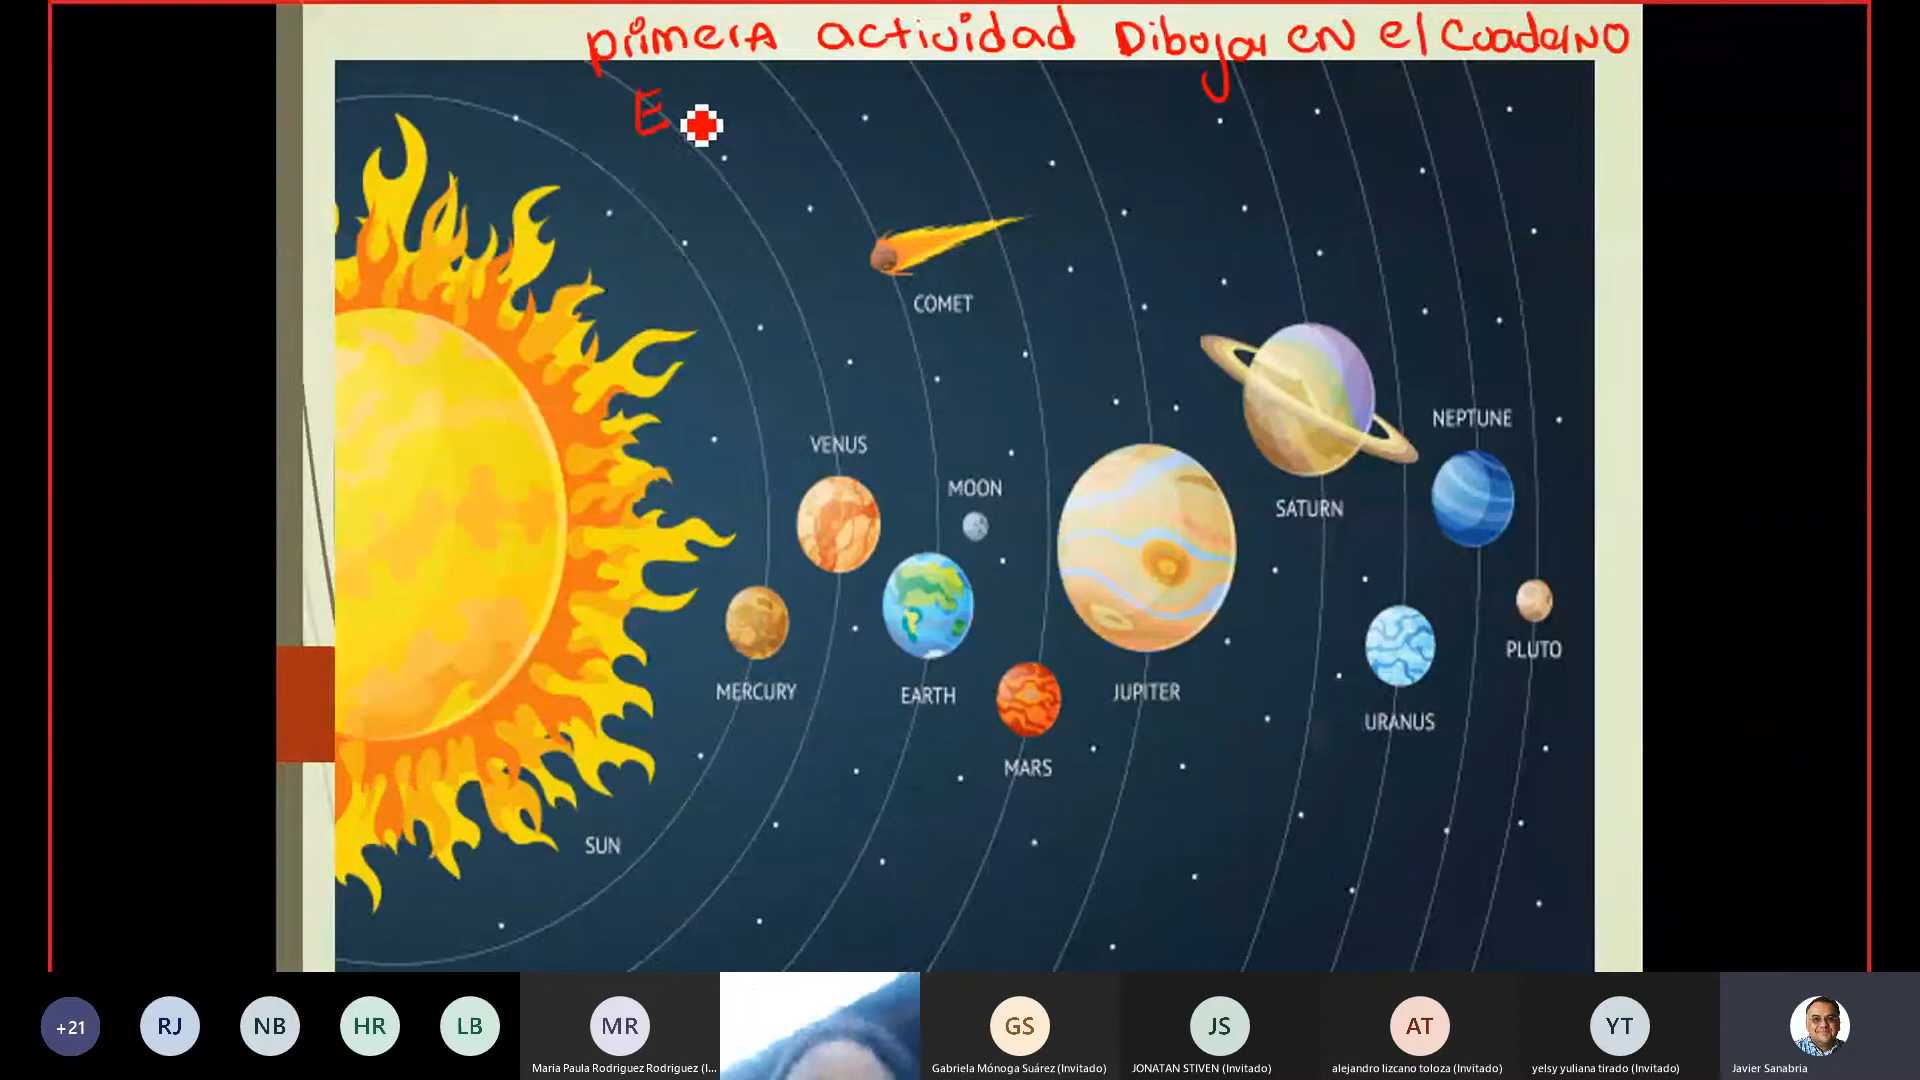 primera actividad Dibujar en el Cuaderno
E
COMET
NEPTUNE
VENUS
MOON
SATURN
PLUTO
MERCURY
EARTH
JUPITER
URANUS
MARS
SUN
+21
RJ
NB
HR
LB
MR
GS
JS
AT
YT
Maria Paula Rodriguez Rodriguez (I...
Gabriela Mónoga Suárez (Invitado)
JONATAN STIVEN (Invitado)
alejandro lizcano toloza (Invitado)
yelsy yuliana tirado (Invitado)
Javier Sanabria